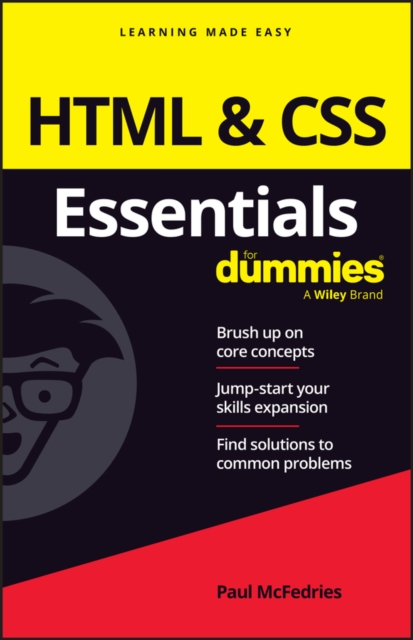 LEARNING MADE EASY
HTML & CSS
Essentials
for
dummies®
A Wiley Brand
Brush up on
core concepts
Jump-start your
skills expansion
Find solutions to
common problems
Paul McFedries